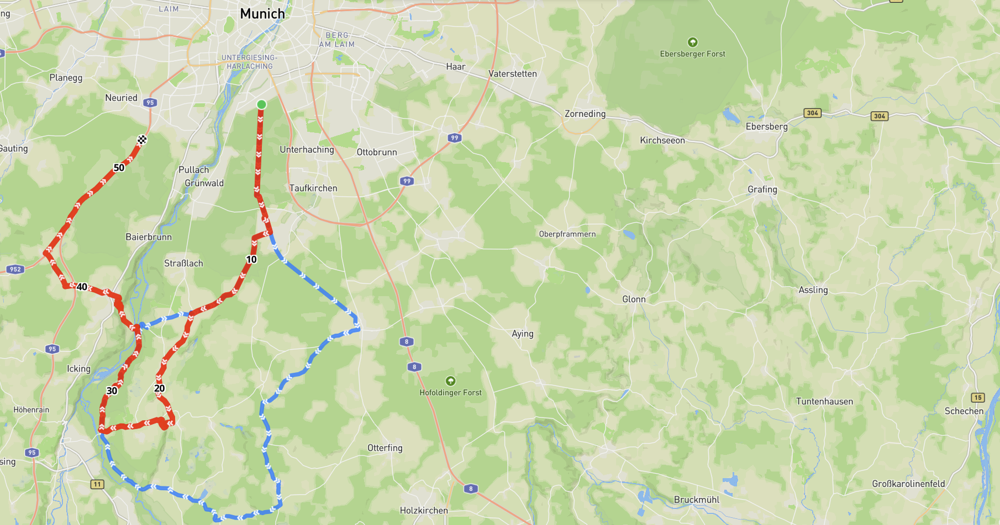 ng
LAIM
Munich
BERG
AM LAIM
Ebersberger Forst
UNTERGIESING-
HARLACHING
Haar
Vaterstetten
Planegg
Neuried
95
304
304
Zorneding
Ebersberg
99
Kirchseeon
Gauting
Unterhaching
Ottobrunn
50
Pullach
Grünwald
99
Taufkirchen
Grafing
Baierbrunn
Oberpframmern
10
Straßlach
952
40
Assling
Glonn
Aying
8
95
8
Icking
30
20
Hofoldinger Forst
15
Tuntenhausen
Höhenrain
Schechen
Otterfing
95
sing
11
8
Großkarolinenfeld
Bruckmühl
Holzkirchen